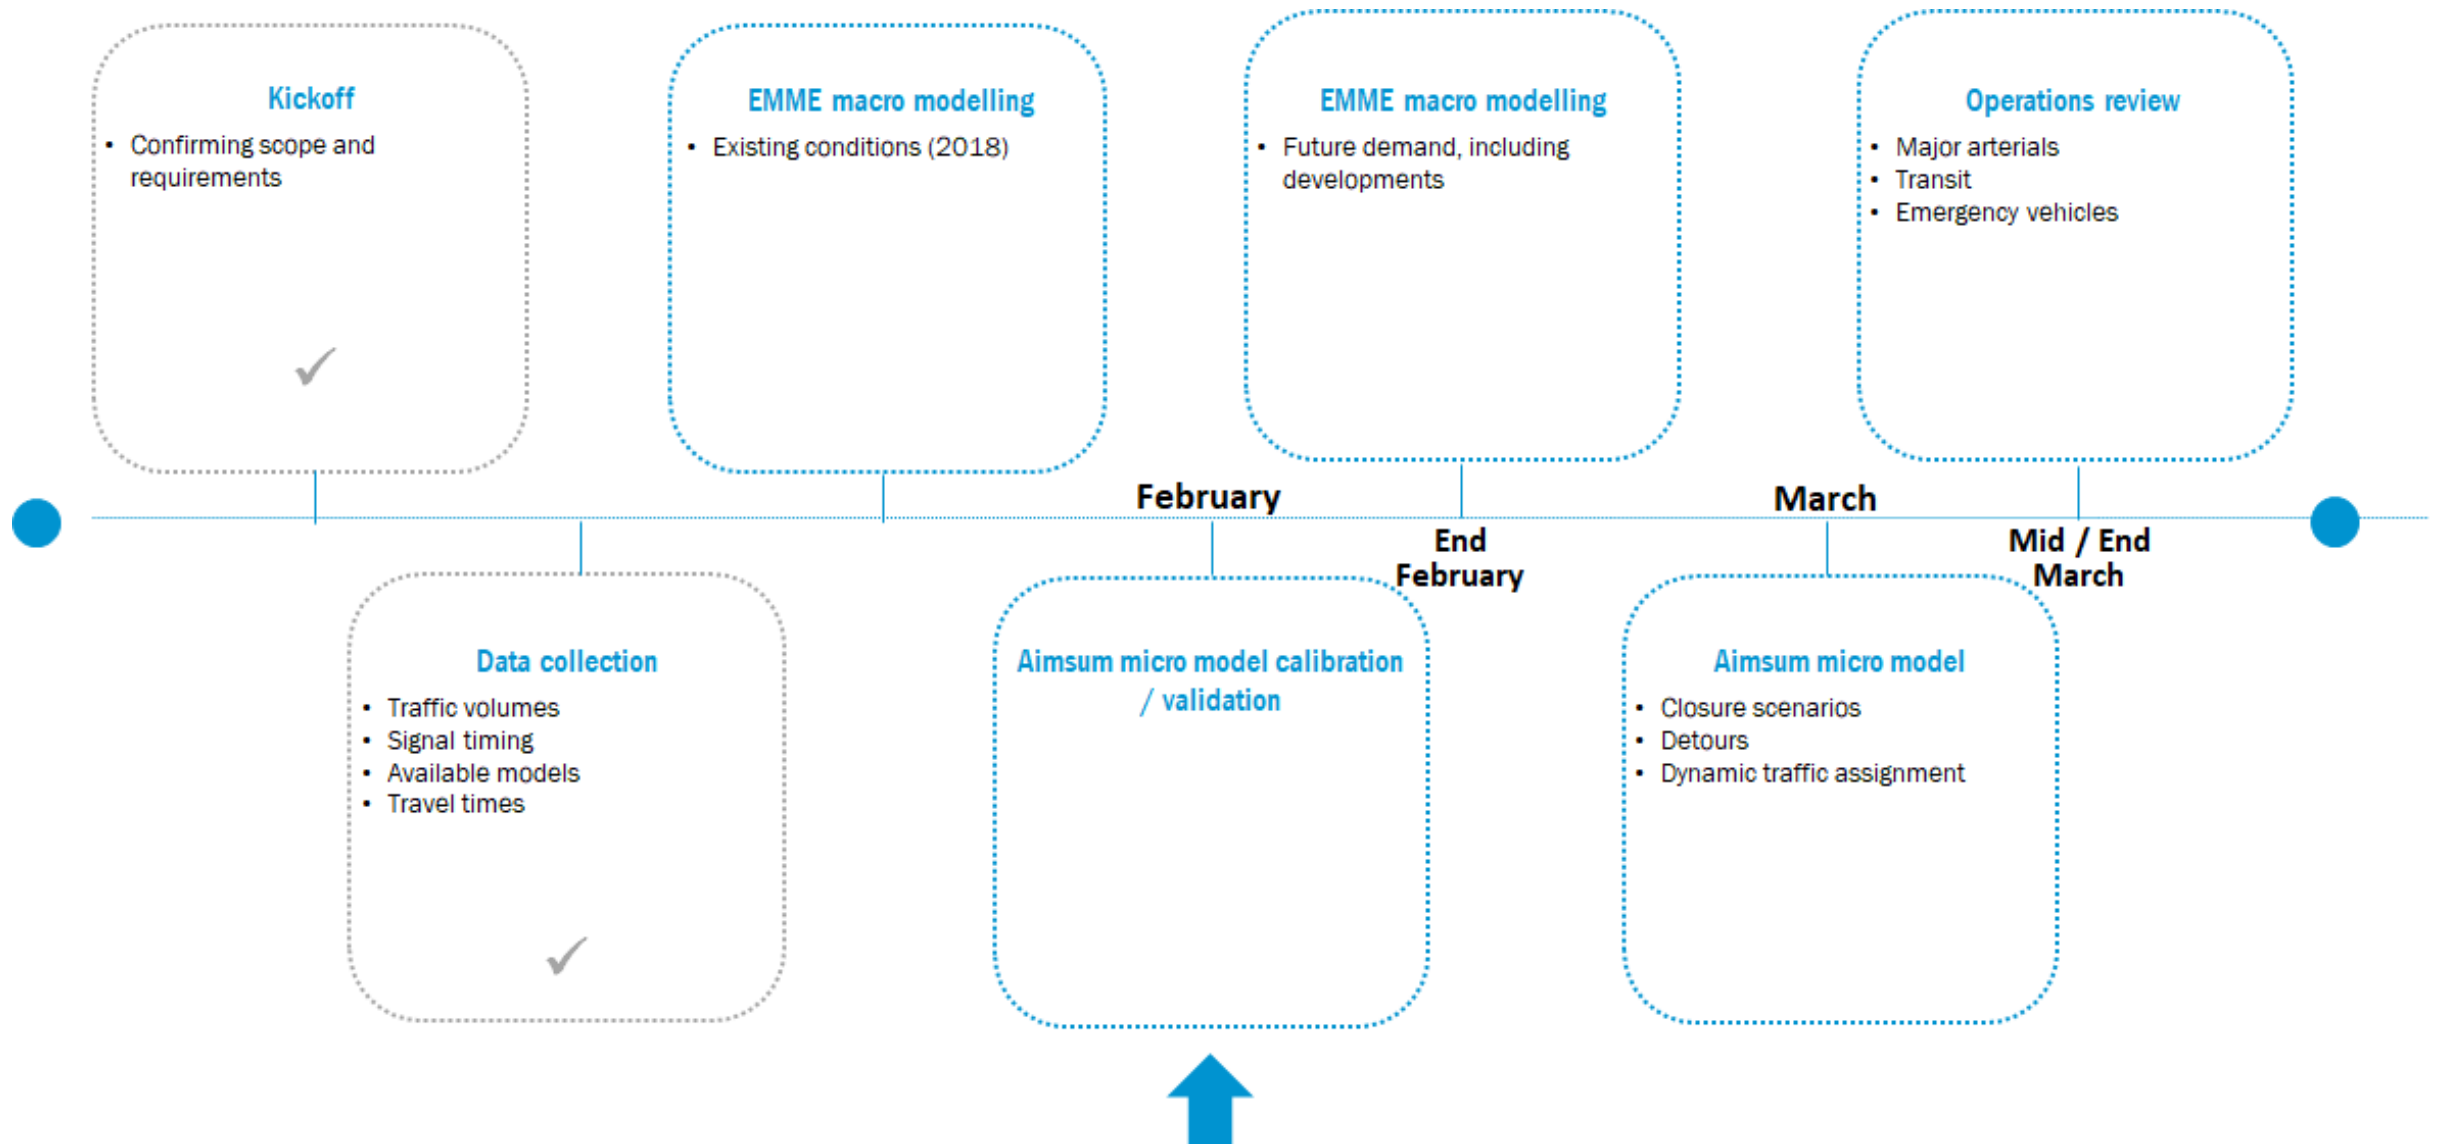 Kickoff
• Confirming scope and
requirements
EMME macro modelling
• Existing conditions (2018)
EMME macro modelling
• Future demand, including
developments
Operations review
• Major arterials
• Transit
• Emergency vehicles
February
March
End
February
Mid / End
March
Data collection
• Traffic volumes
• Signal timing
• Available models
• Travel times
Aimsum micro model calibration
/ validation
Aimsum micro model
• Closure scenarios
• Detours
• Dynamic traffic assignment